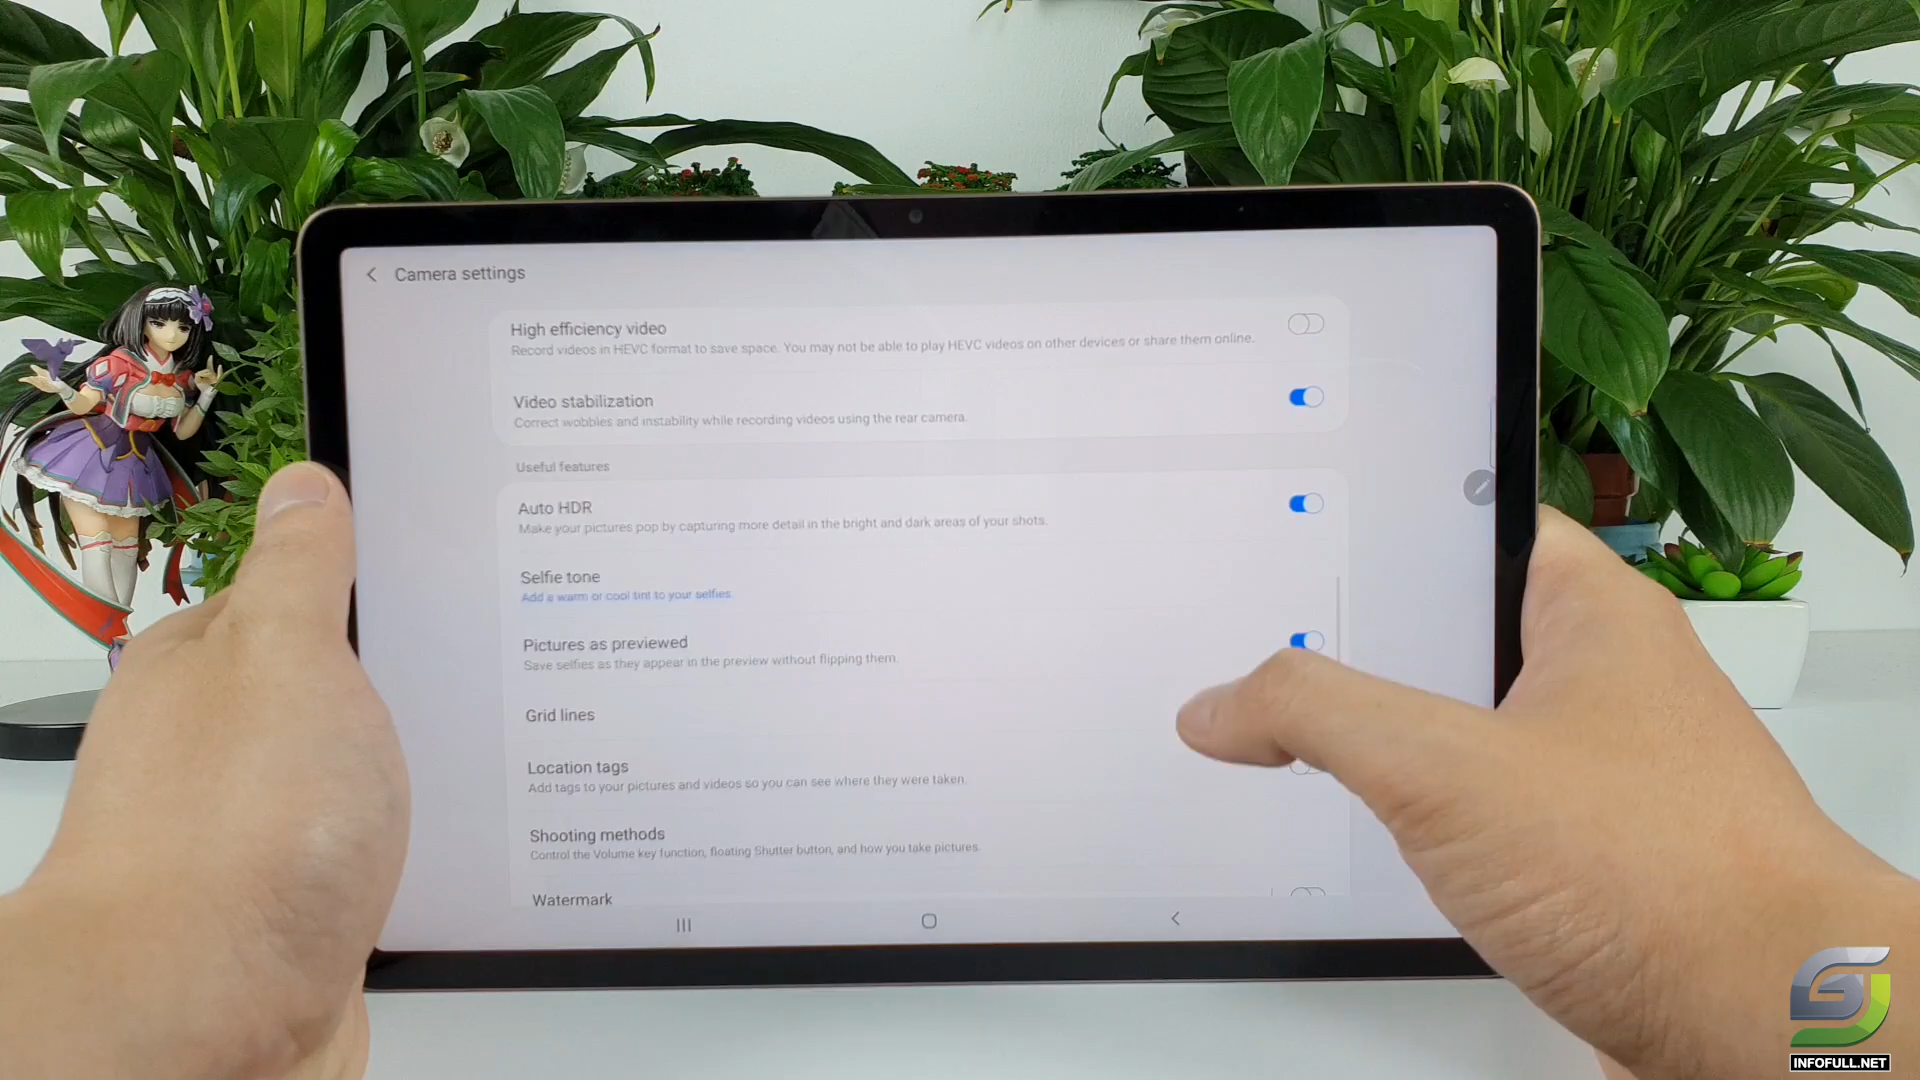 Camera settings
High efficiency video
Record videos in HEVC format to save space. You may not be able to play HEVC videos on other devices or share them online.
Video stabilization
Correct wobbles and instability while recording videos using the rear camera.
Useful features
Auto HDR
Make your pictures pop by capturing more detail in the bright and dark areas of your shots.
Selfie tone
Add a warm or cool tint to your selfies.
Pictures as previewed
Save selfies as they appear in the preview without flipping them.
Grid lines
Location tags
Add tags to your pictures and videos so you can see where they were taken.
Shooting methods
Control the Volume key function, floating Shutter button, and how you take pictures.
Watermark
INFOFULL.NET